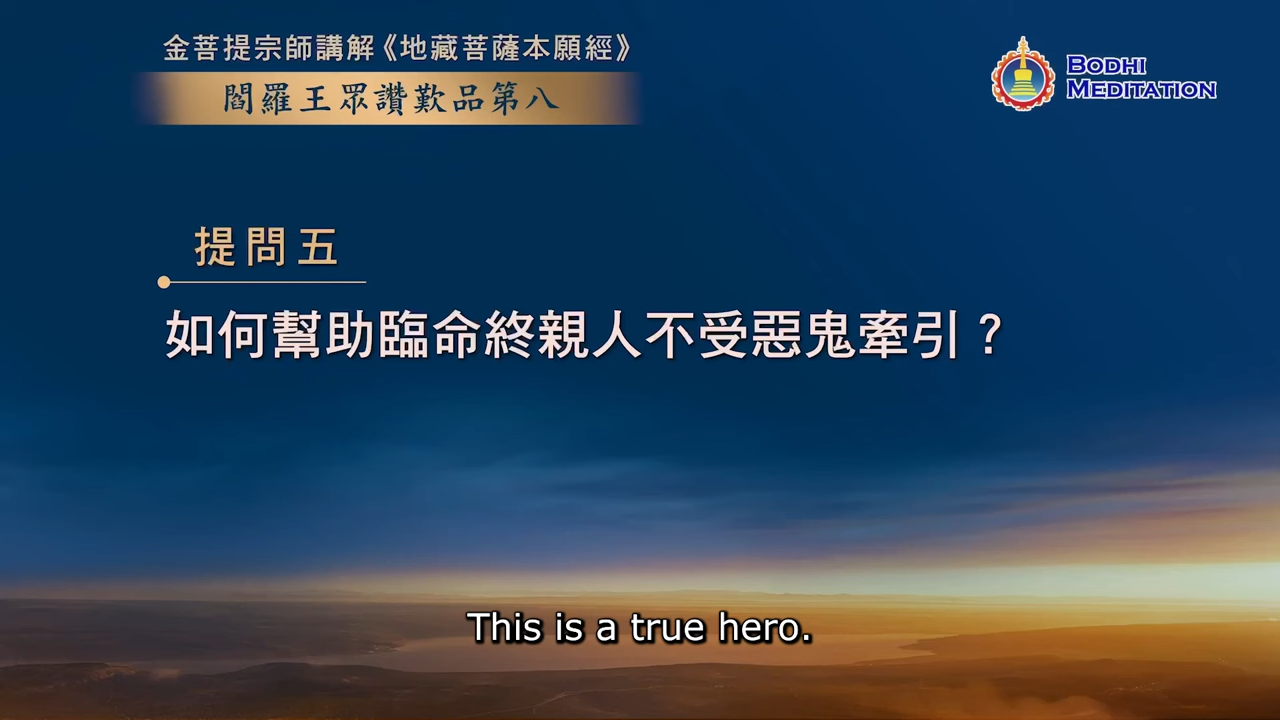 金菩提宗師講解《地藏菩薩本願經》
閻羅王眾讚歎品第八
BODHI
MEDITATION
提問五
如何幫助臨命終親人不受惡鬼牽引？
This is a true hero.